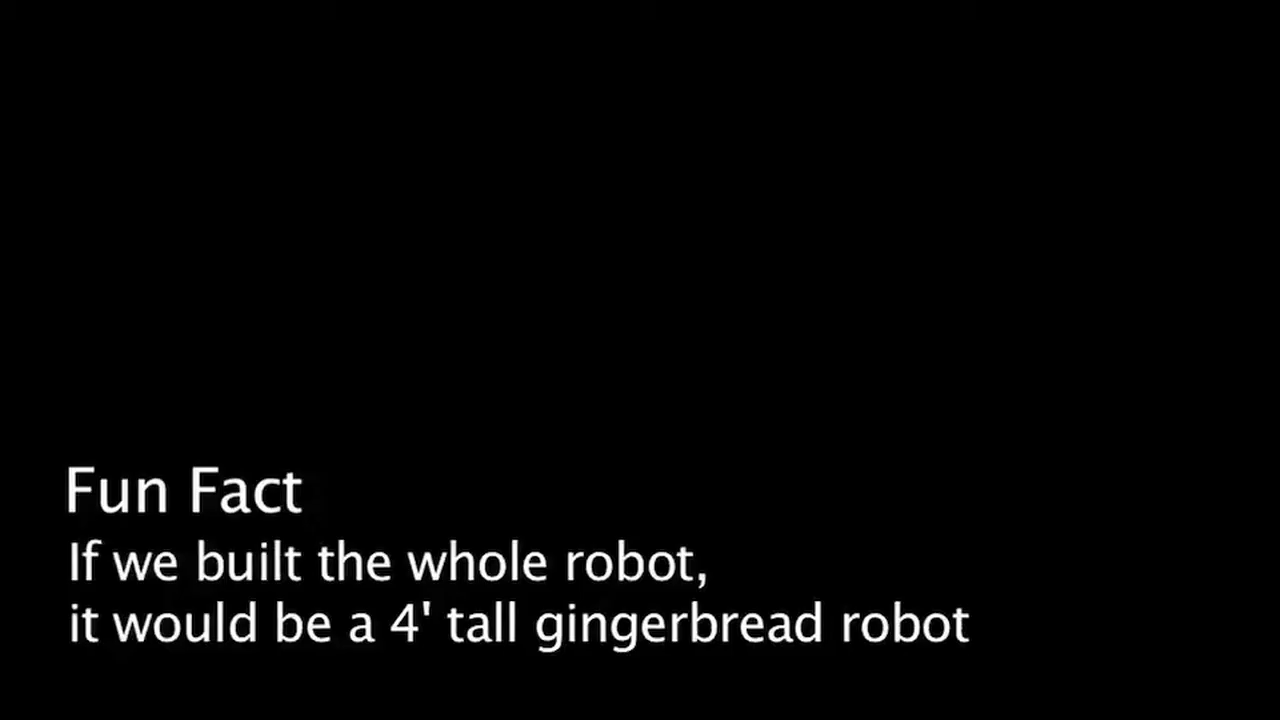 Fun Fact
If we built the whole robot,
it would be a 4' tall gingerbread robot